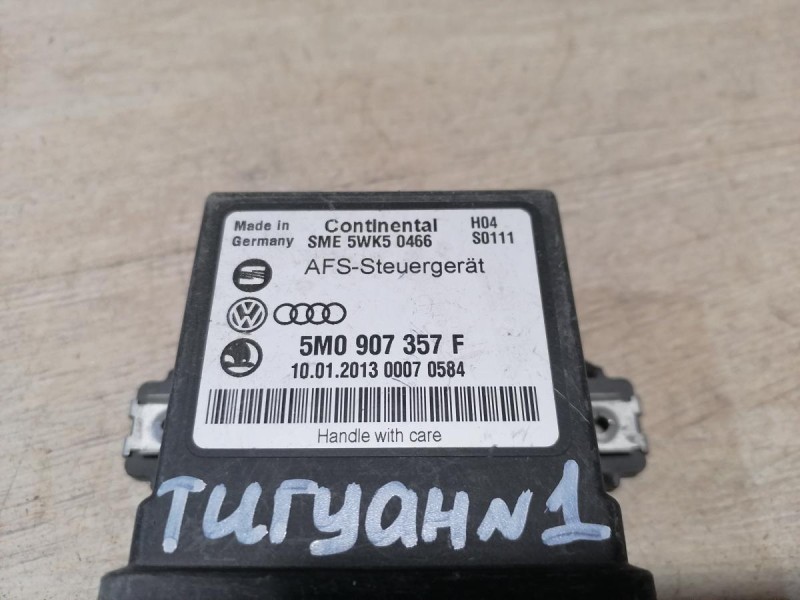 Made in Germany
Continental
H04
SME 5WK5 0466
S0111
AFS-Steuergerät
5M0 907 357 F
10.01.2013 0007 0584
Handle with care
ТИГУАН №1